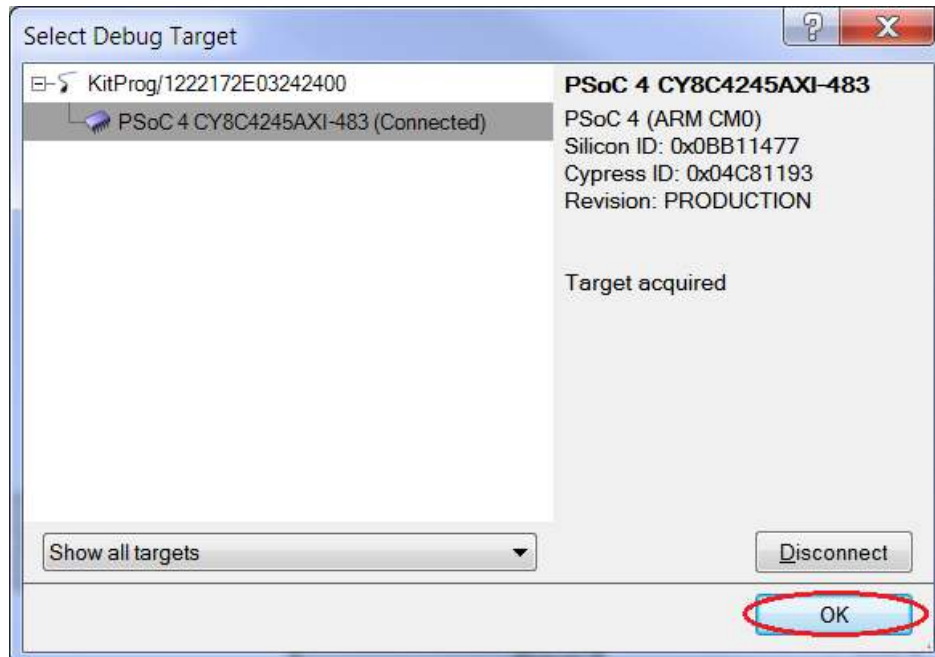 Select Debug Target
KitProg/1222172E03242400
PSoC 4 CY8C4245AXI-483 (Connected)
PSoC 4 CY8C4245AXI-483
PSoC 4 (ARM CM0)
Silicon ID: 0x0BB11477
Cypress ID: 0x04C81193
Revision: PRODUCTION
Target acquired
Show all targets
Disconnect
OK